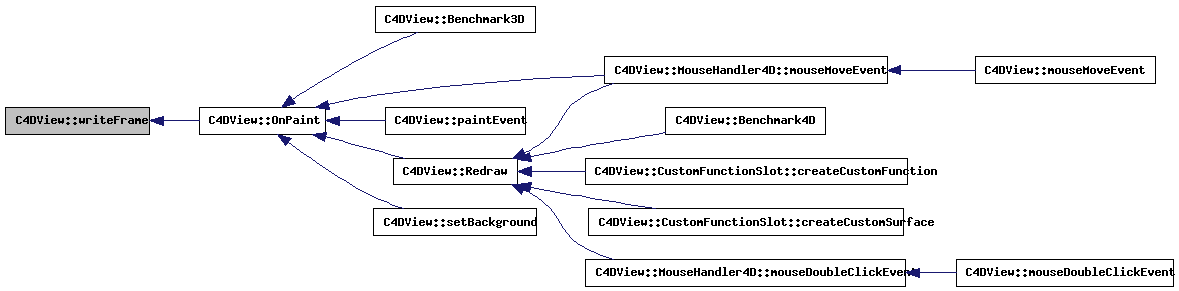 C4DView::Benchmark3D
C4DView::MouseHandler4D::mouseMoveEvent
C4DView::mouseMoveEvent
C4DView::writeFrame
C4DView::OnPaint
C4DView::paintEvent
C4DView::Benchmark4D
C4DView::Redraw
C4DView::CustomFunctionSlot::createCustomFunction
C4DView::setBackground
C4DView::CustomFunctionSlot::createCustomSurface
C4DView::MouseHandler4D::mouseDoubleClickEvent
C4DView::mouseDoubleClickEvent